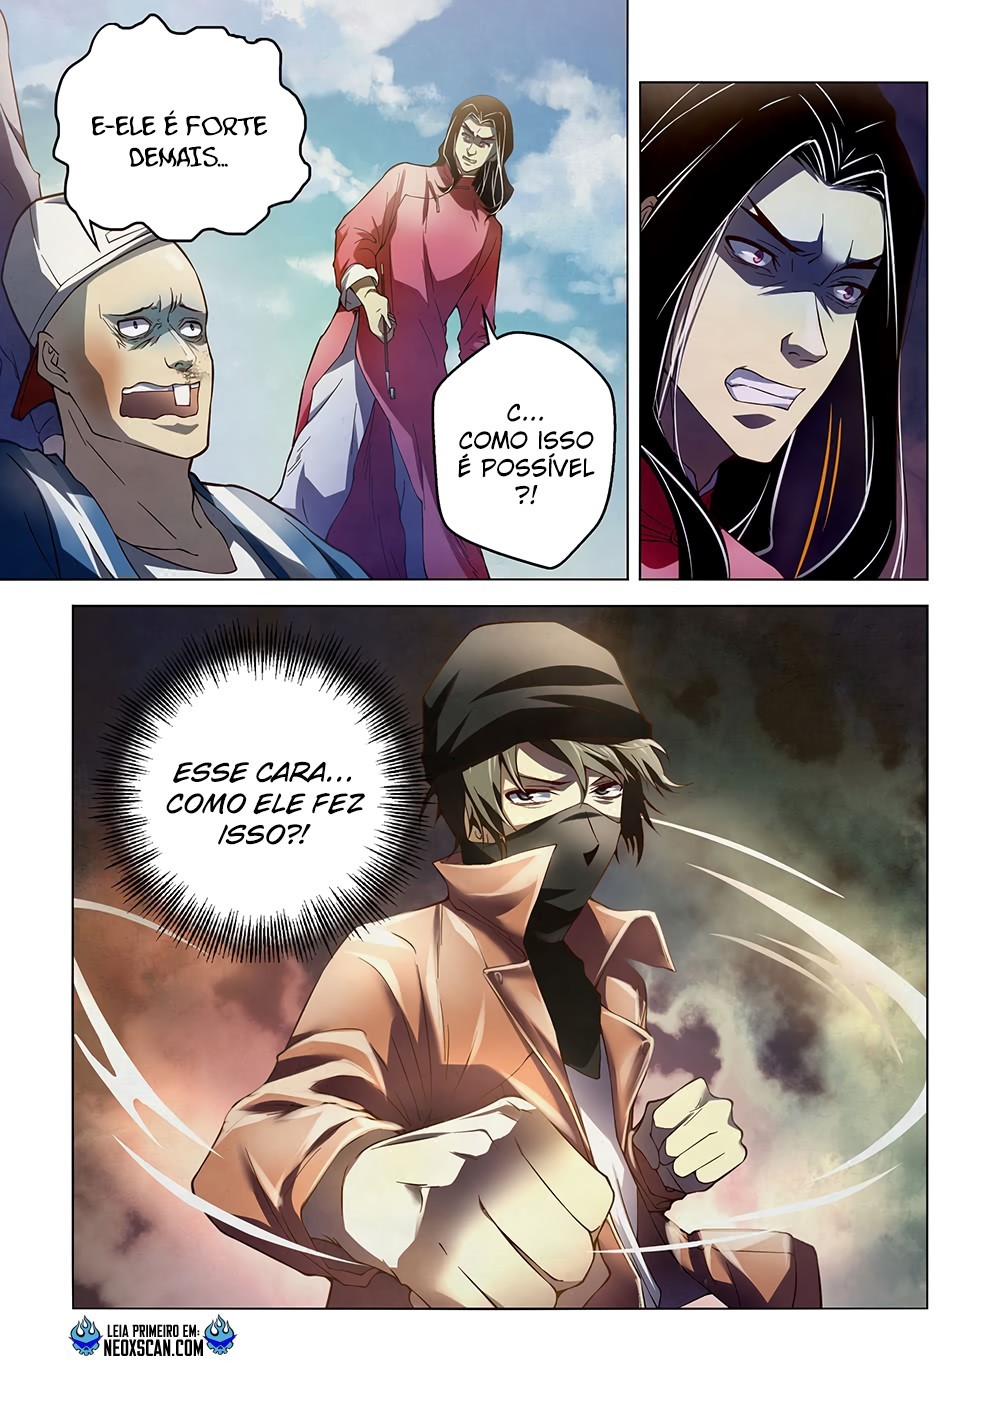 E-ELE É FORTE
DEMAIS...
C...
COMO ISSO
É POSSÍVEL
?!
ESSE CARA...
COMO ELE FEZ
ISSO?!
LEIA PRIMEIRO EM:
NEOXSCAN.COM